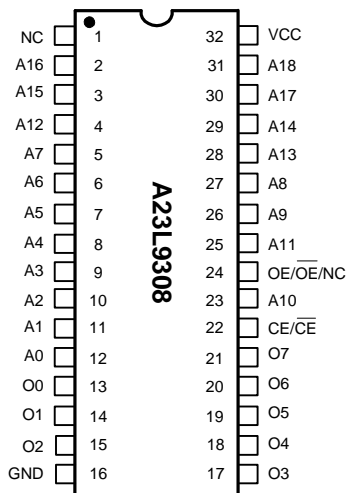 NC 1 32 VCC
A16 2 31 A18
A15 3 30 A17
A12 4 29 A14
A7 5 28 A13
A6 6 27 A8
A5 7 26 A9
A4 8 25 A11
A3 9 24 OE/O̅E̅/NC
A2 10 23 A10
A1 11 22 CE/C̅E̅
A0 12 21 O7
O0 13 20 O6
O1 14 19 O5
O2 15 18 O4
GND 16 17 O3
A23L9308